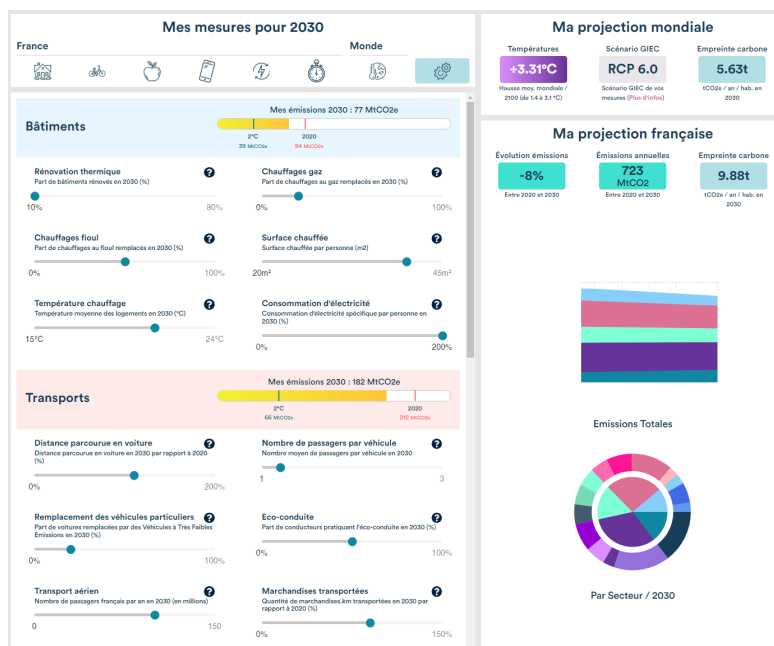 Mes mesures pour 2030
France
Monde
Bâtiments
Mes émissions 2030 : 77 MtCO2e
2°C
2020
39 MtCO2e
94 MtCO2e
Rénovation thermique
Part de bâtiments rénovés en 2030 (%)
10%
80%
Chauffages gaz
Part de chauffages au gaz remplacés en 2030 (%)
0%
100%
Chauffages fioul
Part de chauffages au fioul remplacés en 2030 (%)
0%
100%
Surface chauffée
Surface chauffée par personne (m2)
20m²
45m²
Température chauffage
Température moyenne des logements en 2030 (°C)
15°C
24°C
Consommation d'électricité
Consommation d'électricité spécifique par personne en
2030 (%)
0%
200%
Transports
Mes émissions 2030 : 182 MtCO2e
2°C
2020
66 MtCO2e
212 MtCO2e
Distance parcourue en voiture
Distance parcourue en voiture en 2030 par rapport à 2020
(%)
0%
200%
Nombre de passagers par véhicule
Nombre moyen de passagers par véhicule en 2030
1
3
Remplacement des véhicules particuliers
Part de voitures remplacées par des Véhicules à Très Faibles
Emissions en 2030 (%)
0%
100%
Eco-conduite
Part de conducteurs pratiquant l'éco-conduite en 2030 (%)
0%
100%
Transport aérien
Nombre de passagers français par an en 2030 (en millions)
0
150
Marchandises transportées
Quantité de marchandises.km transportées en 2030 par
rapport à 2020 (%)
0%
150%
Ma projection mondiale
Températures
Scénario GIEC
Empreinte carbone
+3.31°C
RCP 6.0
5.63t
Hausse moy. mondiale /
2100 (de 1.4 à 3.1 °C)
Scénario GIEC de vos
mesures (Plus d'infos)
tCO2e / an / hab. en
2030
Ma projection française
Évolution émissions
Émissions annuelles
Empreinte carbone
-8%
723
MtCO2
9.88t
Entre 2020 et 2030
Entre 2020 et 2030
tCO2e / an / hab. en
2030
Emissions Totales
Par Secteur / 2030